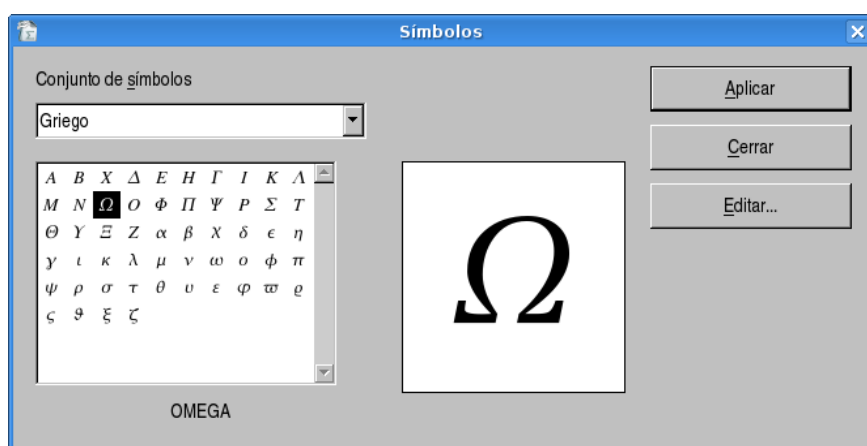 Símbolos
Conjunto de símbolos
Griego
Α Β Χ Δ Ε Η Γ Ι Κ Λ
Μ Ν Ω Ο Φ Π Ψ Ρ Σ Τ
Θ Υ Ξ Ζ α β χ δ ϵ η
γ ι κ λ μ ν ω ο ϕ π
ψ ρ σ τ θ υ ε φ ϖ ϱ
ς ϑ ξ ζ
OMEGA
Ω
Aplicar
Cerrar
Editar...